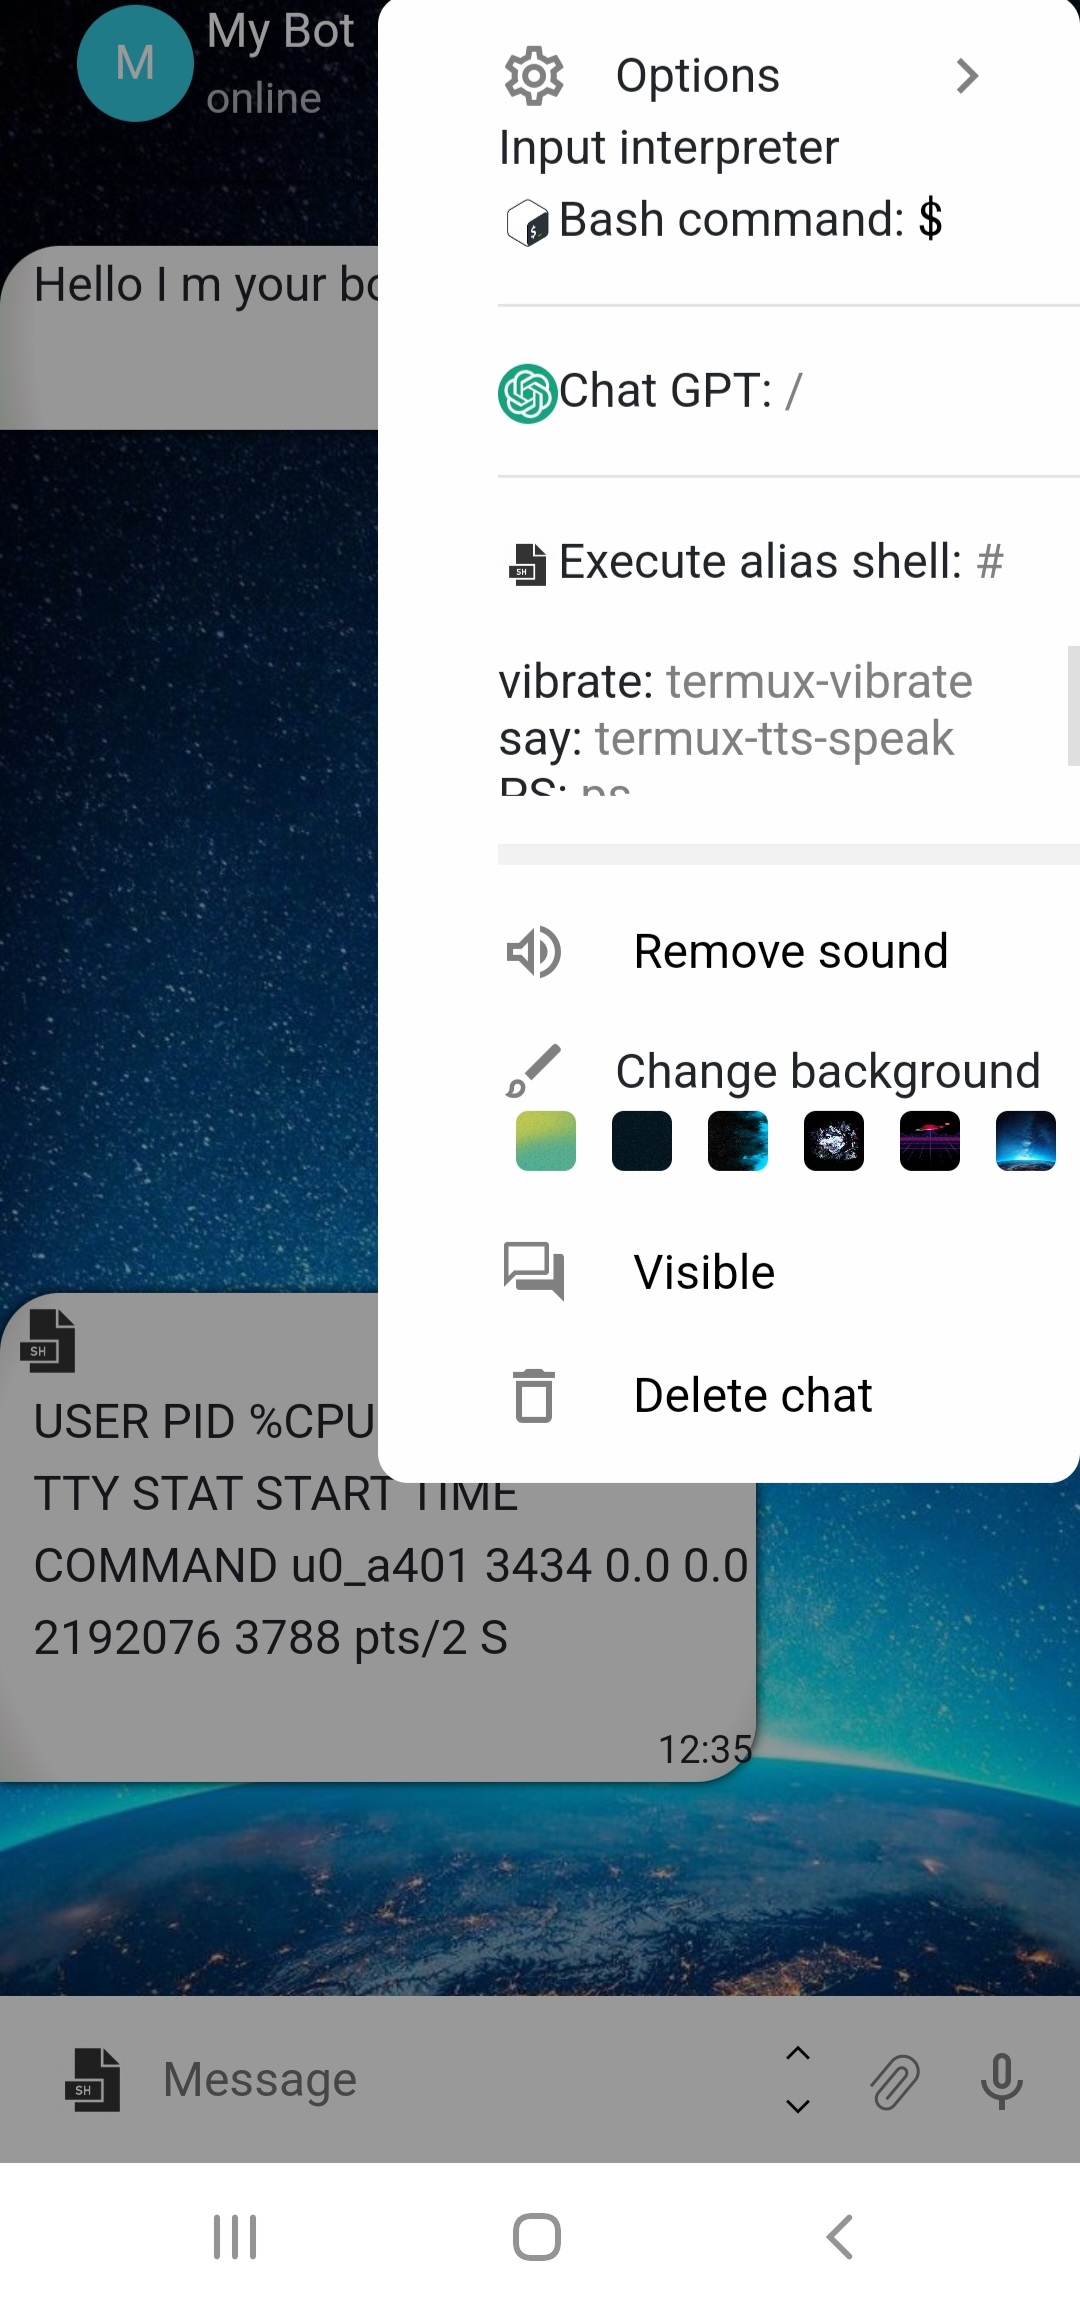 My Bot
online
M
Hello I m your bo
Options
Input interpreter
Bash command: $
Chat GPT: /
Execute alias shell: #
SH
vibrate: termux-vibrate
say: termux-tts-speak
PS: ps
Remove sound
Change background
Visible
Delete chat
SH
USER PID %CPU
TTY STAT START TIME
COMMAND u0_a401 3434 0.0 0.0
2192076 3788 pts/2 S
12:35
SH
Message